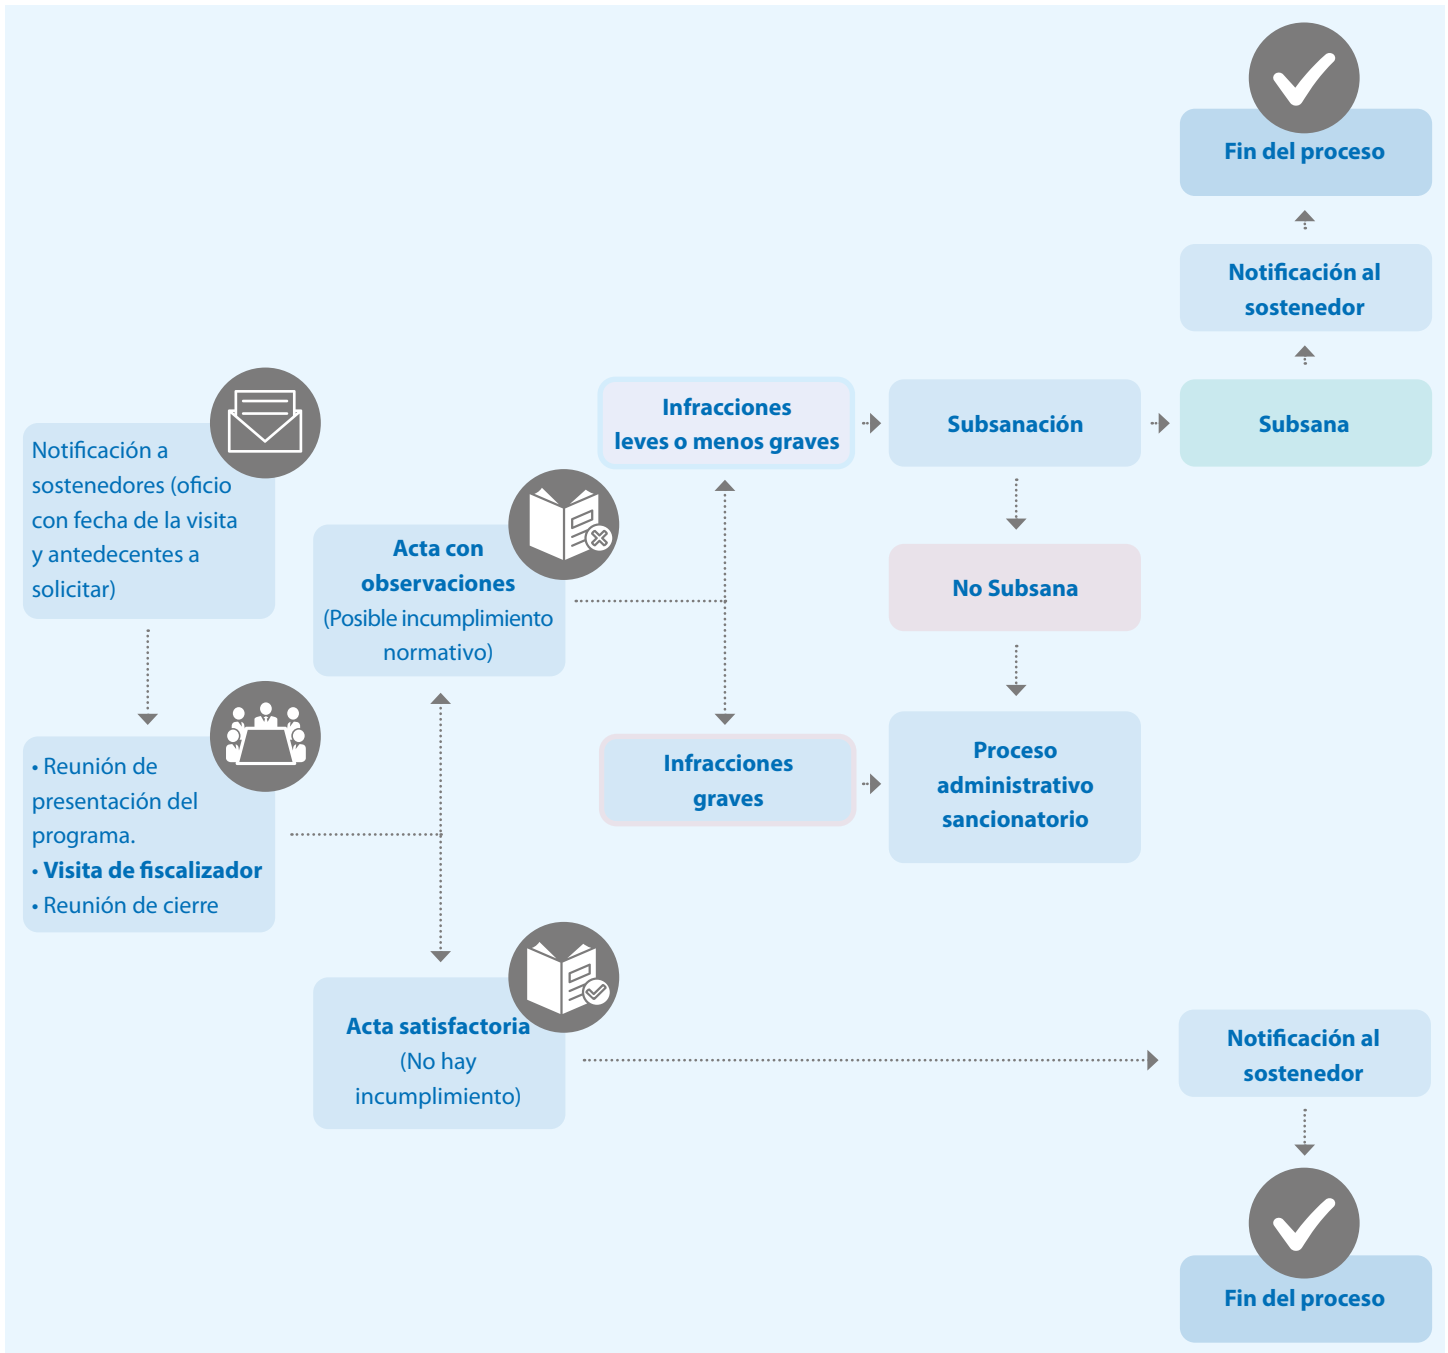 Notificación a
sostenedores (oficio
con fecha de la visita
y antedecentes a
solicitar)
• Reunión de
presentación del
programa.
• Visita de fiscalizador
• Reunión de cierre
Acta con
observaciones
(Posible incumplimiento
normativo)
Acta satisfactoria
(No hay
incumplimiento)
Infracciones
leves o menos graves
Infracciones
graves
Subsanación
No Subsana
Proceso
administrativo
sancionatorio
Subsana
Notificación al
sostenedor
Fin del proceso
Notificación al
sostenedor
Fin del proceso